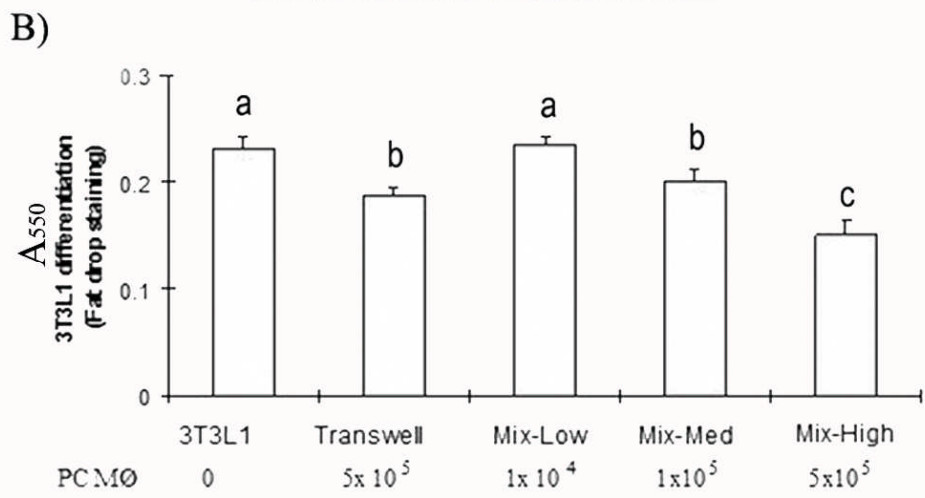 B)
A550
3T3L1 differentiation
(Fat drop staining)
0.3
0.2
0.1
0
a
b
a
b
c
3T3L1 Transwell Mix-Low Mix-Med Mix-High
PC MØ 0 5x 10 5 1x 10 4 1x10 5 5x10 5